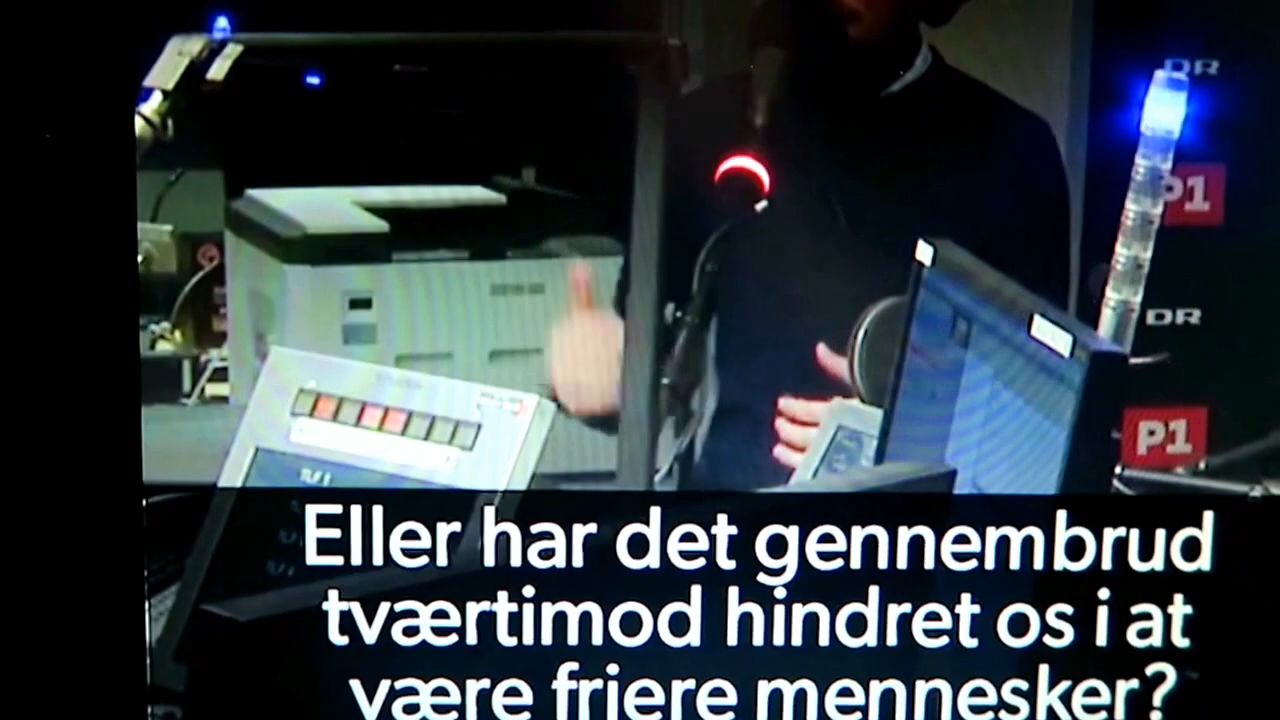 DR
P1
DR
P1
Eller har det gennembrud
tværtimod hindret os i at
være friere mennesker?